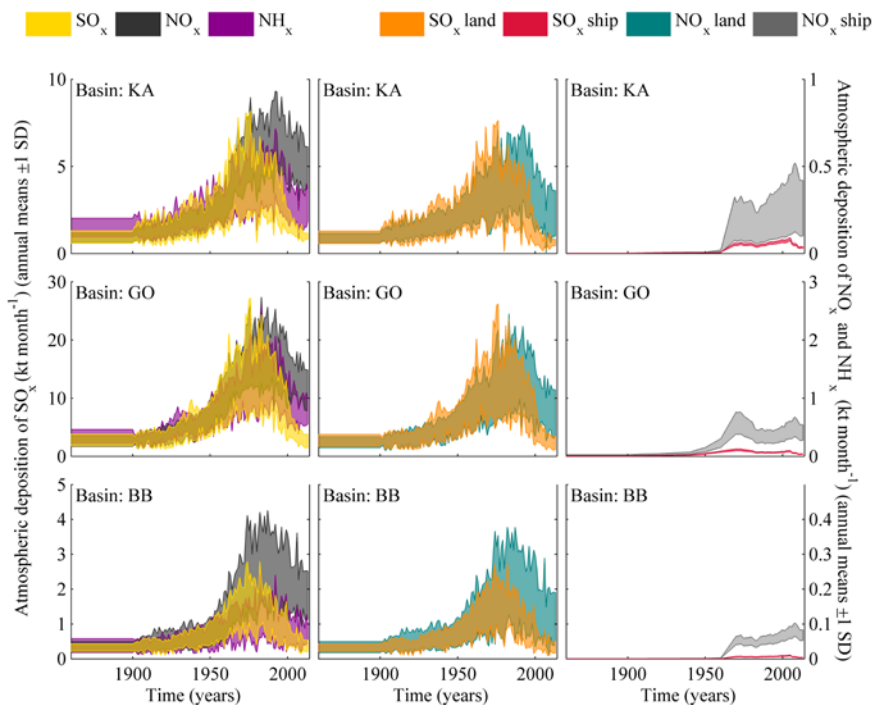 SOₓ NOₓ NHₓ SOₓ land SOₓ ship NOₓ land NOₓ ship
Atmospheric deposition of SOₓ (kt month⁻¹) (annual means ±1 SD)
10 Basin: KA Basin: KA Basin: KA 1
5 0.5
0 0
30 Basin: GO Basin: GO Basin: GO 3
20 2
10 1
0 0
5 Basin: BB Basin: BB Basin: BB
4 0.4
3 0.3
2 0.2
1 0.1
0 0
1900 1950 2000 1900 1950 2000 1900 1950 2000
Time (years) Time (years) Time (years)
Atmospheric deposition of NOₓ and NHₓ (kt month⁻¹) (annual means ±1 SD)